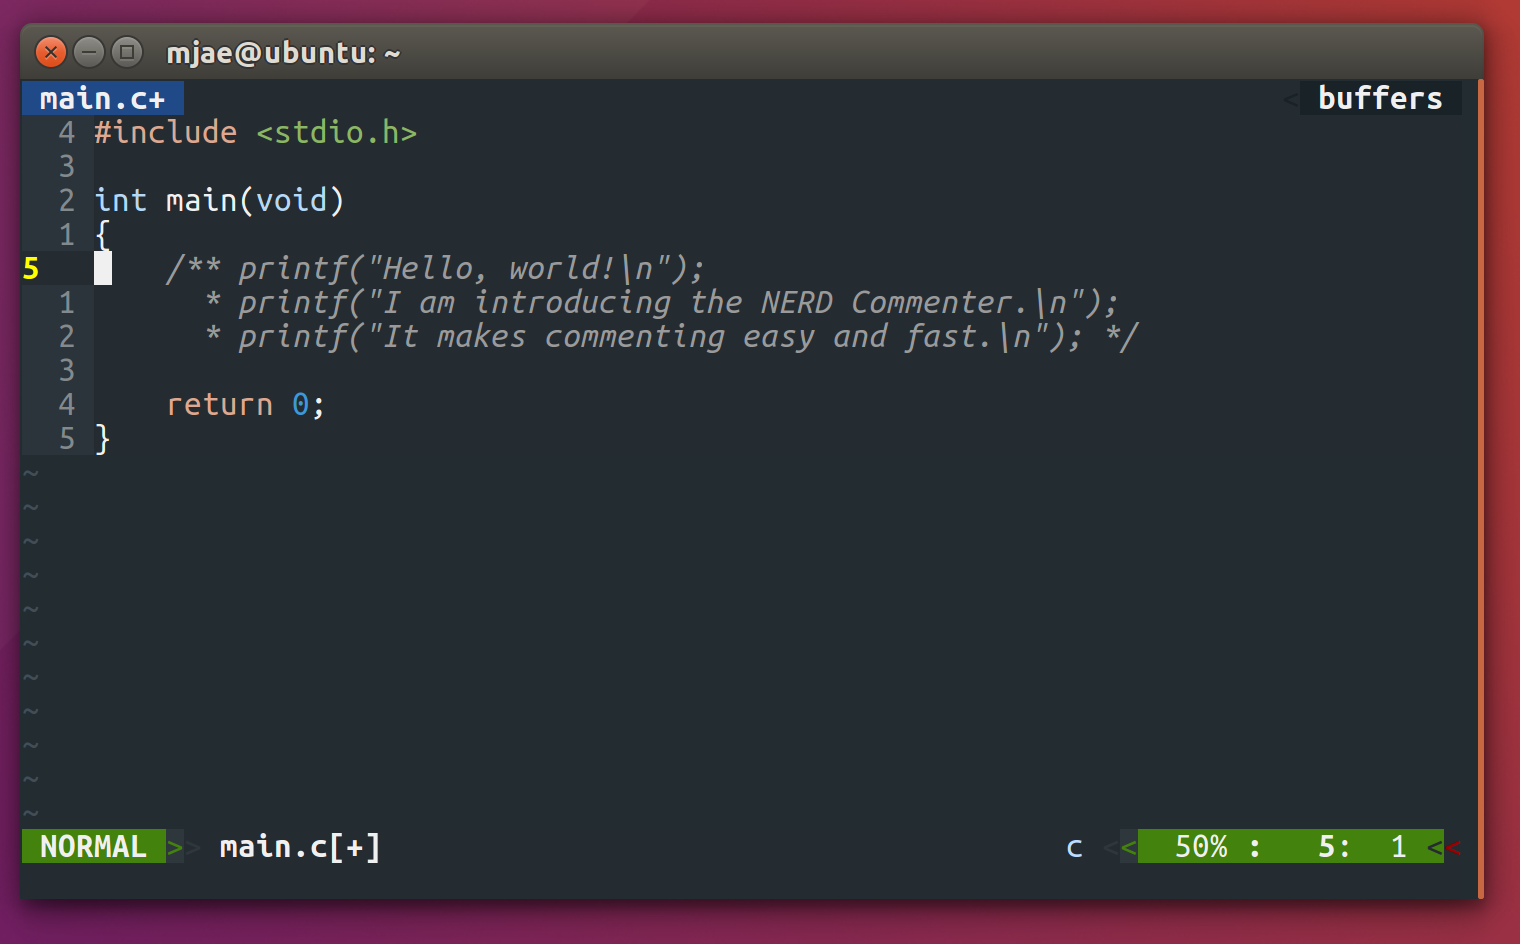 mjae@ubuntu: ~
main.c+ < buffers
4 #include <stdio.h>
3
2 int main(void)
1 {
5 /** printf("Hello, world!\n");
1 * printf("I am introducing the NERD Commenter.\n");
2 * printf("It makes commenting easy and fast.\n"); */
3
4 return 0;
5 }
~
~
~
~
~
~
~
~
~
~
~
NORMAL >> main.c[+] c << 50% : 5: 1 <<